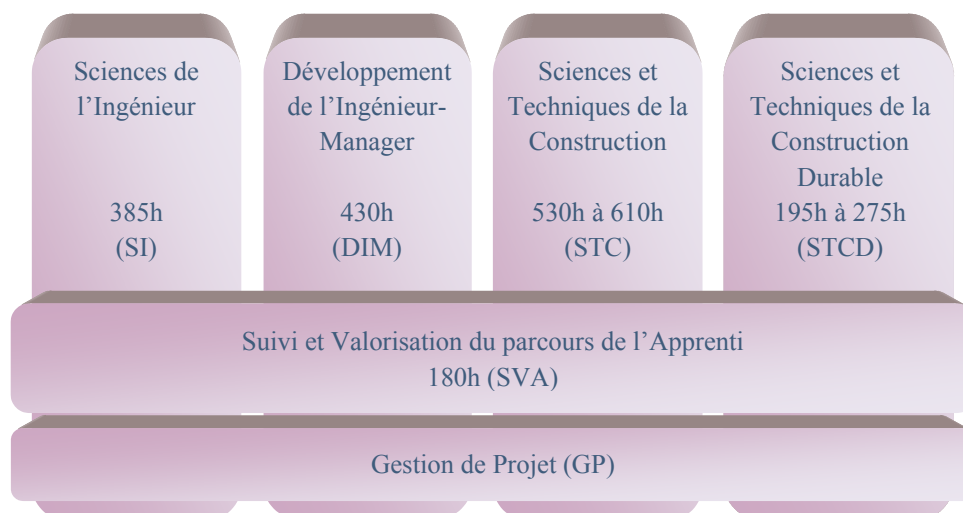 Sciences de
l’Ingénieur
385h
(SI)
Développement
de l’Ingénieur-
Manager
430h
(DIM)
Sciences et
Techniques de la
Construction
530h à 610h
(STC)
Sciences et
Techniques de la
Construction
Durable
195h à 275h
(STCD)
Suivi et Valorisation du parcours de l’Apprenti
180h (SVA)
Gestion de Projet (GP)